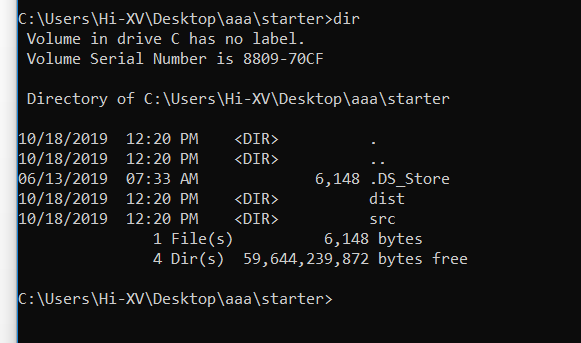 C:\Users\Hi-XV\Desktop\aaa\starter>dir
 Volume in drive C has no label.
 Volume Serial Number is 8809-70CF

 Directory of C:\Users\Hi-XV\Desktop\aaa\starter

10/18/2019  12:20 PM    <DIR>          .
10/18/2019  12:20 PM    <DIR>          ..
06/13/2019  07:33 AM             6,148 .DS_Store
10/18/2019  12:20 PM    <DIR>          dist
10/18/2019  12:20 PM    <DIR>          src
               1 File(s)          6,148 bytes
               4 Dir(s)  59,644,239,872 bytes free

C:\Users\Hi-XV\Desktop\aaa\starter>